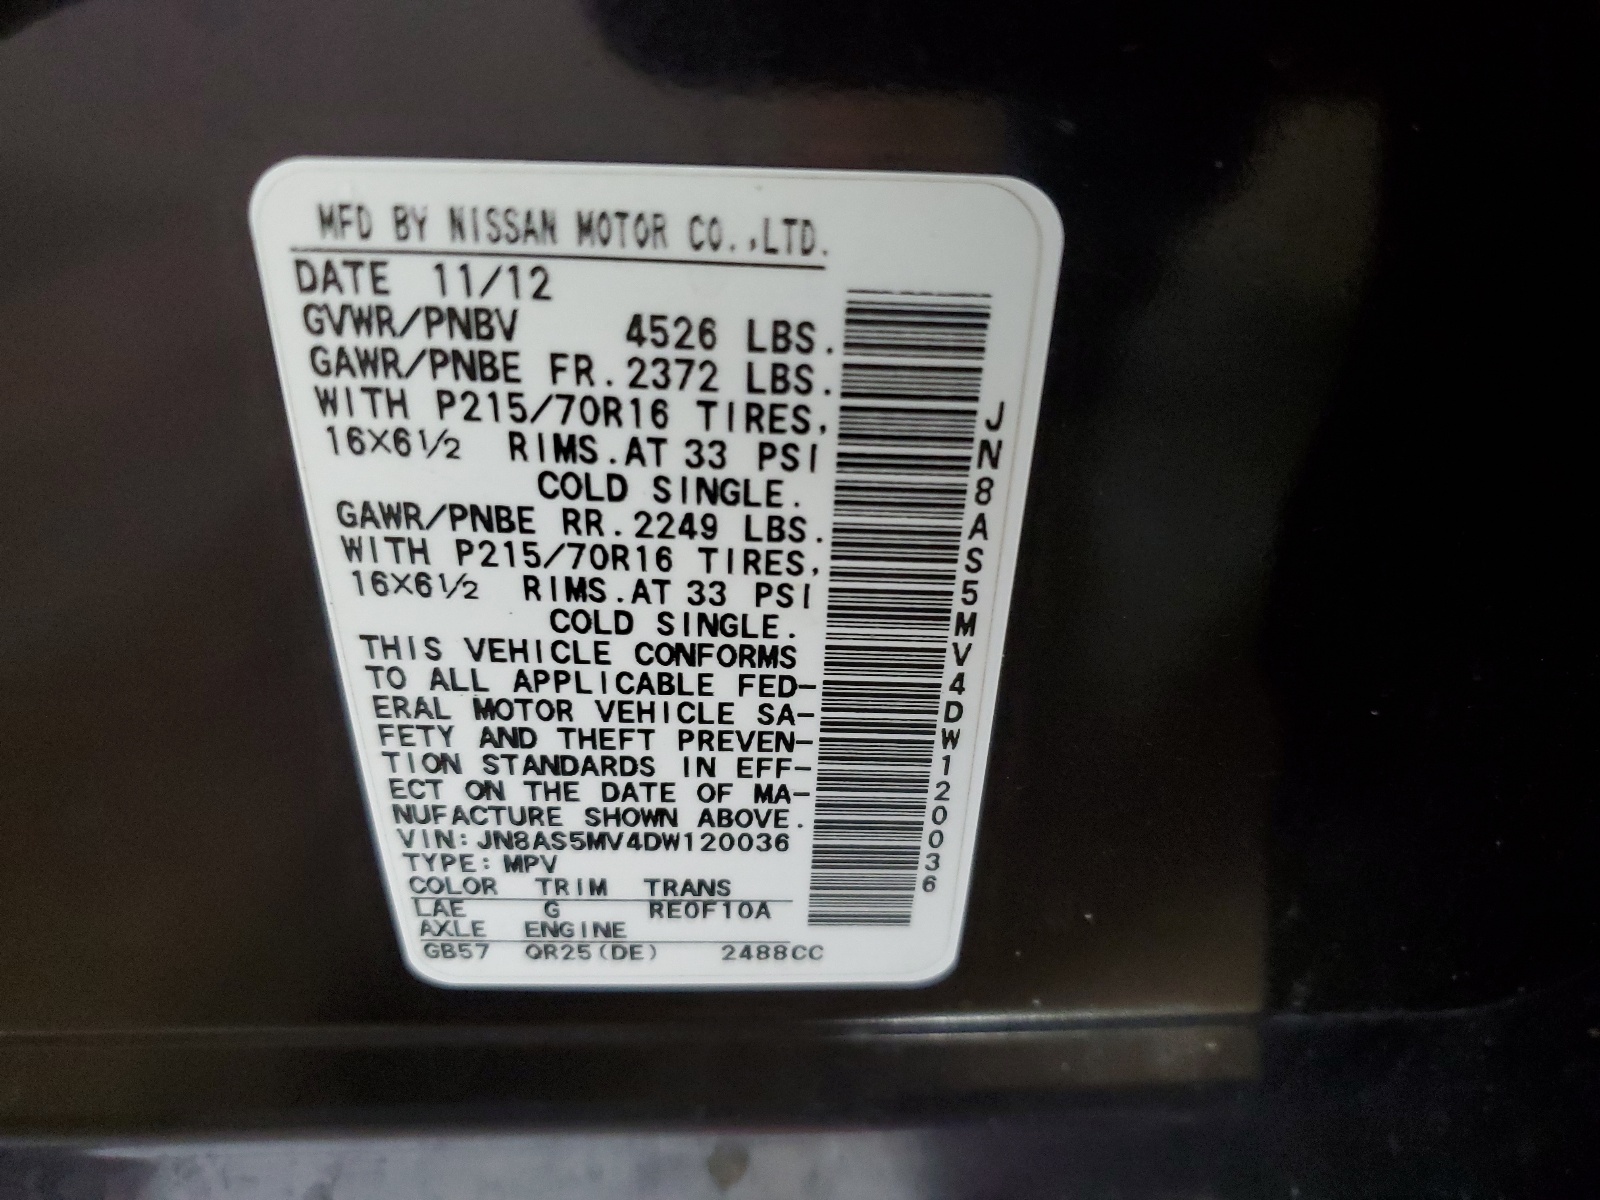 MFD BY NISSAN MOTOR CO.,LTD.
DATE 11/12
GVWR/PNBV 4526 LBS.
GAWR/PNBE FR. 2372 LBS.
WITH P215/70R16 TIRES,
16X6 1/2 RIMS. AT 33 PSI
COLD SINGLE.
GAWR/PNBE RR. 2249 LBS.
WITH P215/70R16 TIRES,
16X6 1/2 RIMS. AT 33 PSI
COLD SINGLE.
THIS VEHICLE CONFORMS
TO ALL APPLICABLE FED-
ERAL MOTOR VEHICLE SA-
FETY AND THEFT PREVEN-
TION STANDARDS IN EFF-
ECT ON THE DATE OF MA-
NUFACTURE SHOWN ABOVE.
VIN: JN8AS5MV4DW120036
TYPE: MPV
COLOR TRIM TRANS
LAE G RE0F10A
AXLE ENGINE
GB57 QR25(DE) 2488CC
JN8AS5MV4DW120036